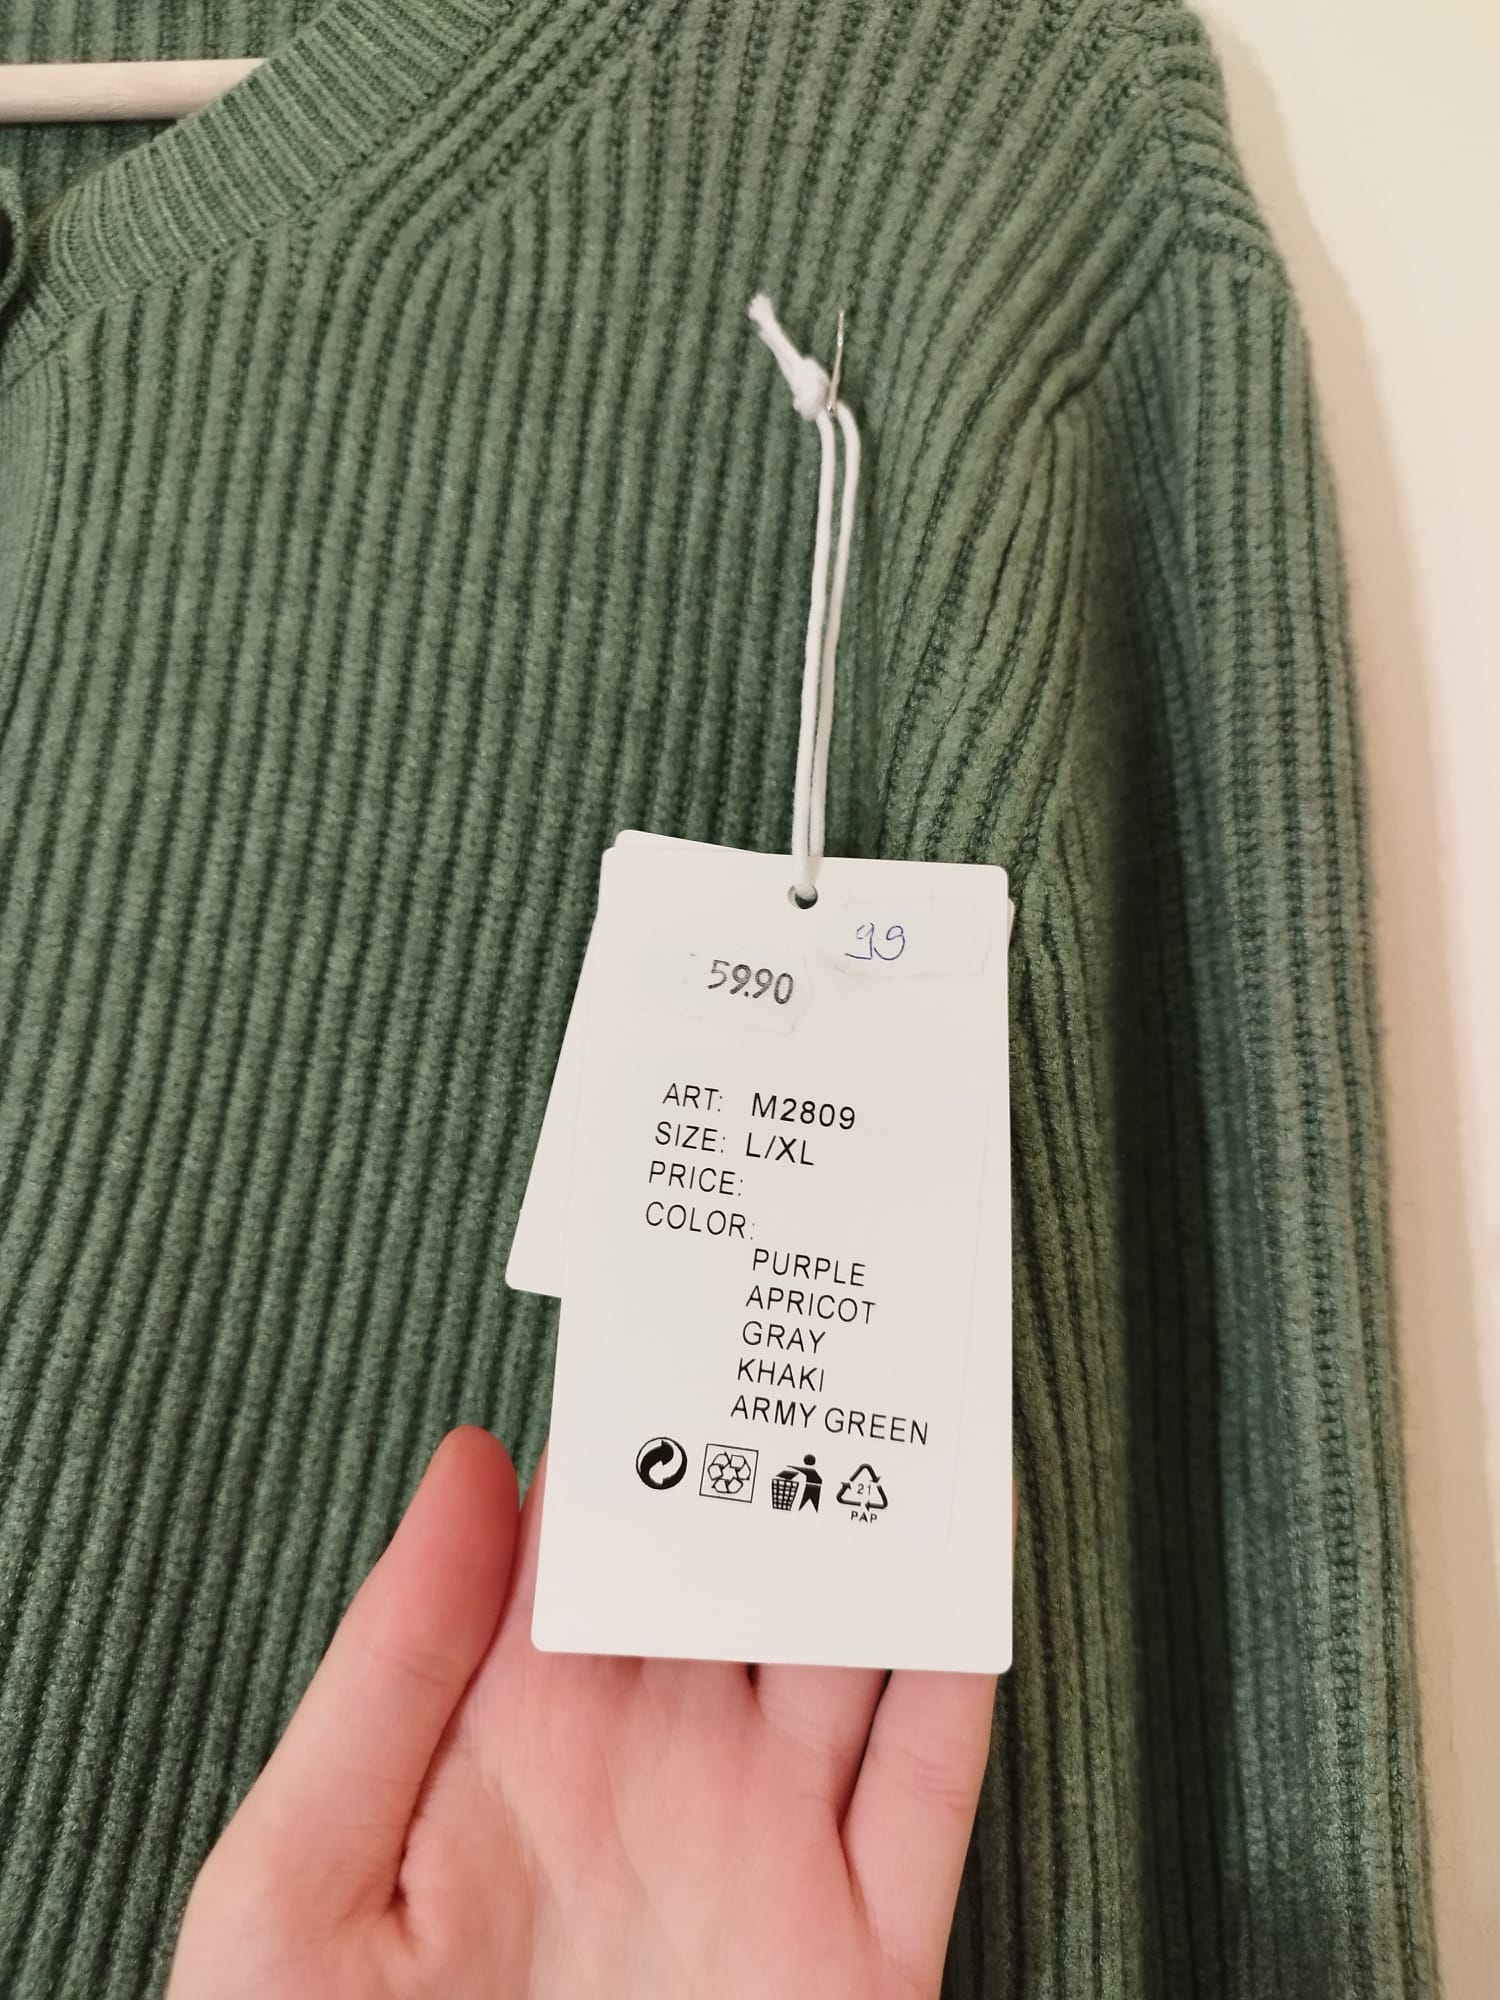 99
59.90
ART: M2809
SIZE: L/XL
PRICE:
COLOR:
PURPLE
APRICOT
GRAY
KHAKI
ARMY GREEN
21
PAP